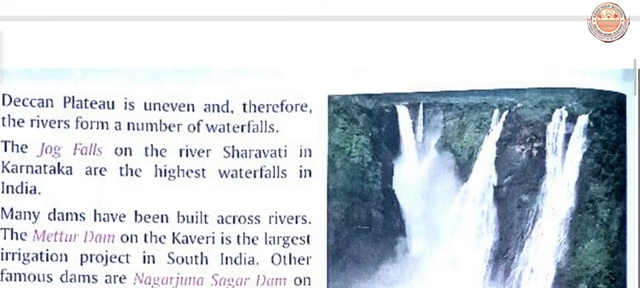 Deccan Plateau is uneven and, therefore,
the rivers form a number of waterfalls.
The Jog Falls on the river Sharavati in
Karnataka are the highest waterfalls in
India.
Many dams have been built across rivers.
The Mettur Dam on the Kaveri is the largest
irrigation project in South India. Other
famous dams are Nagarjuna Sagar Dam on